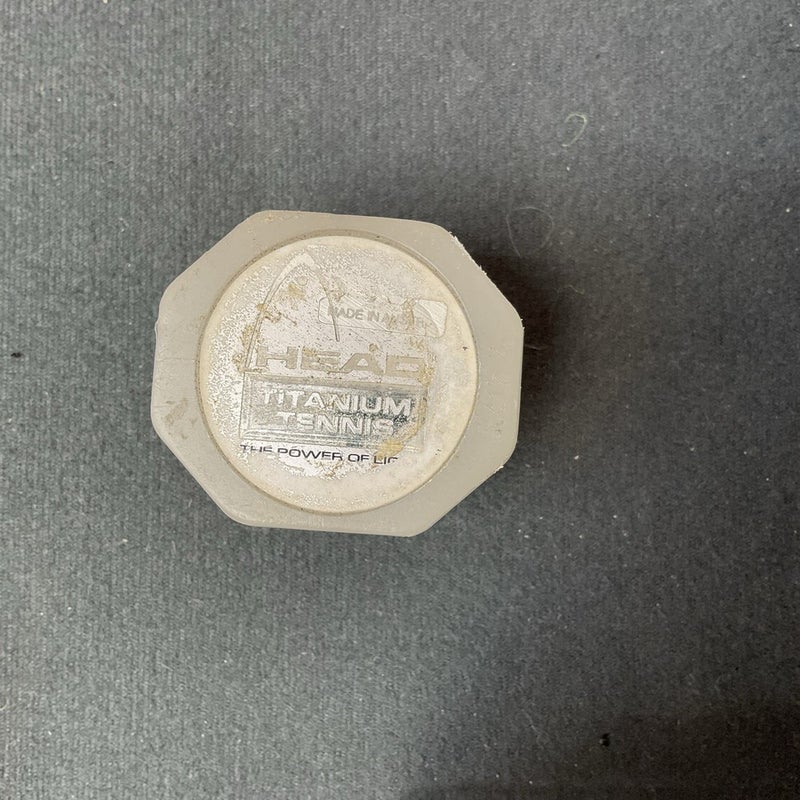 MADE IN
HEAD
TITANIUM
TENNIS
THE POWER OF